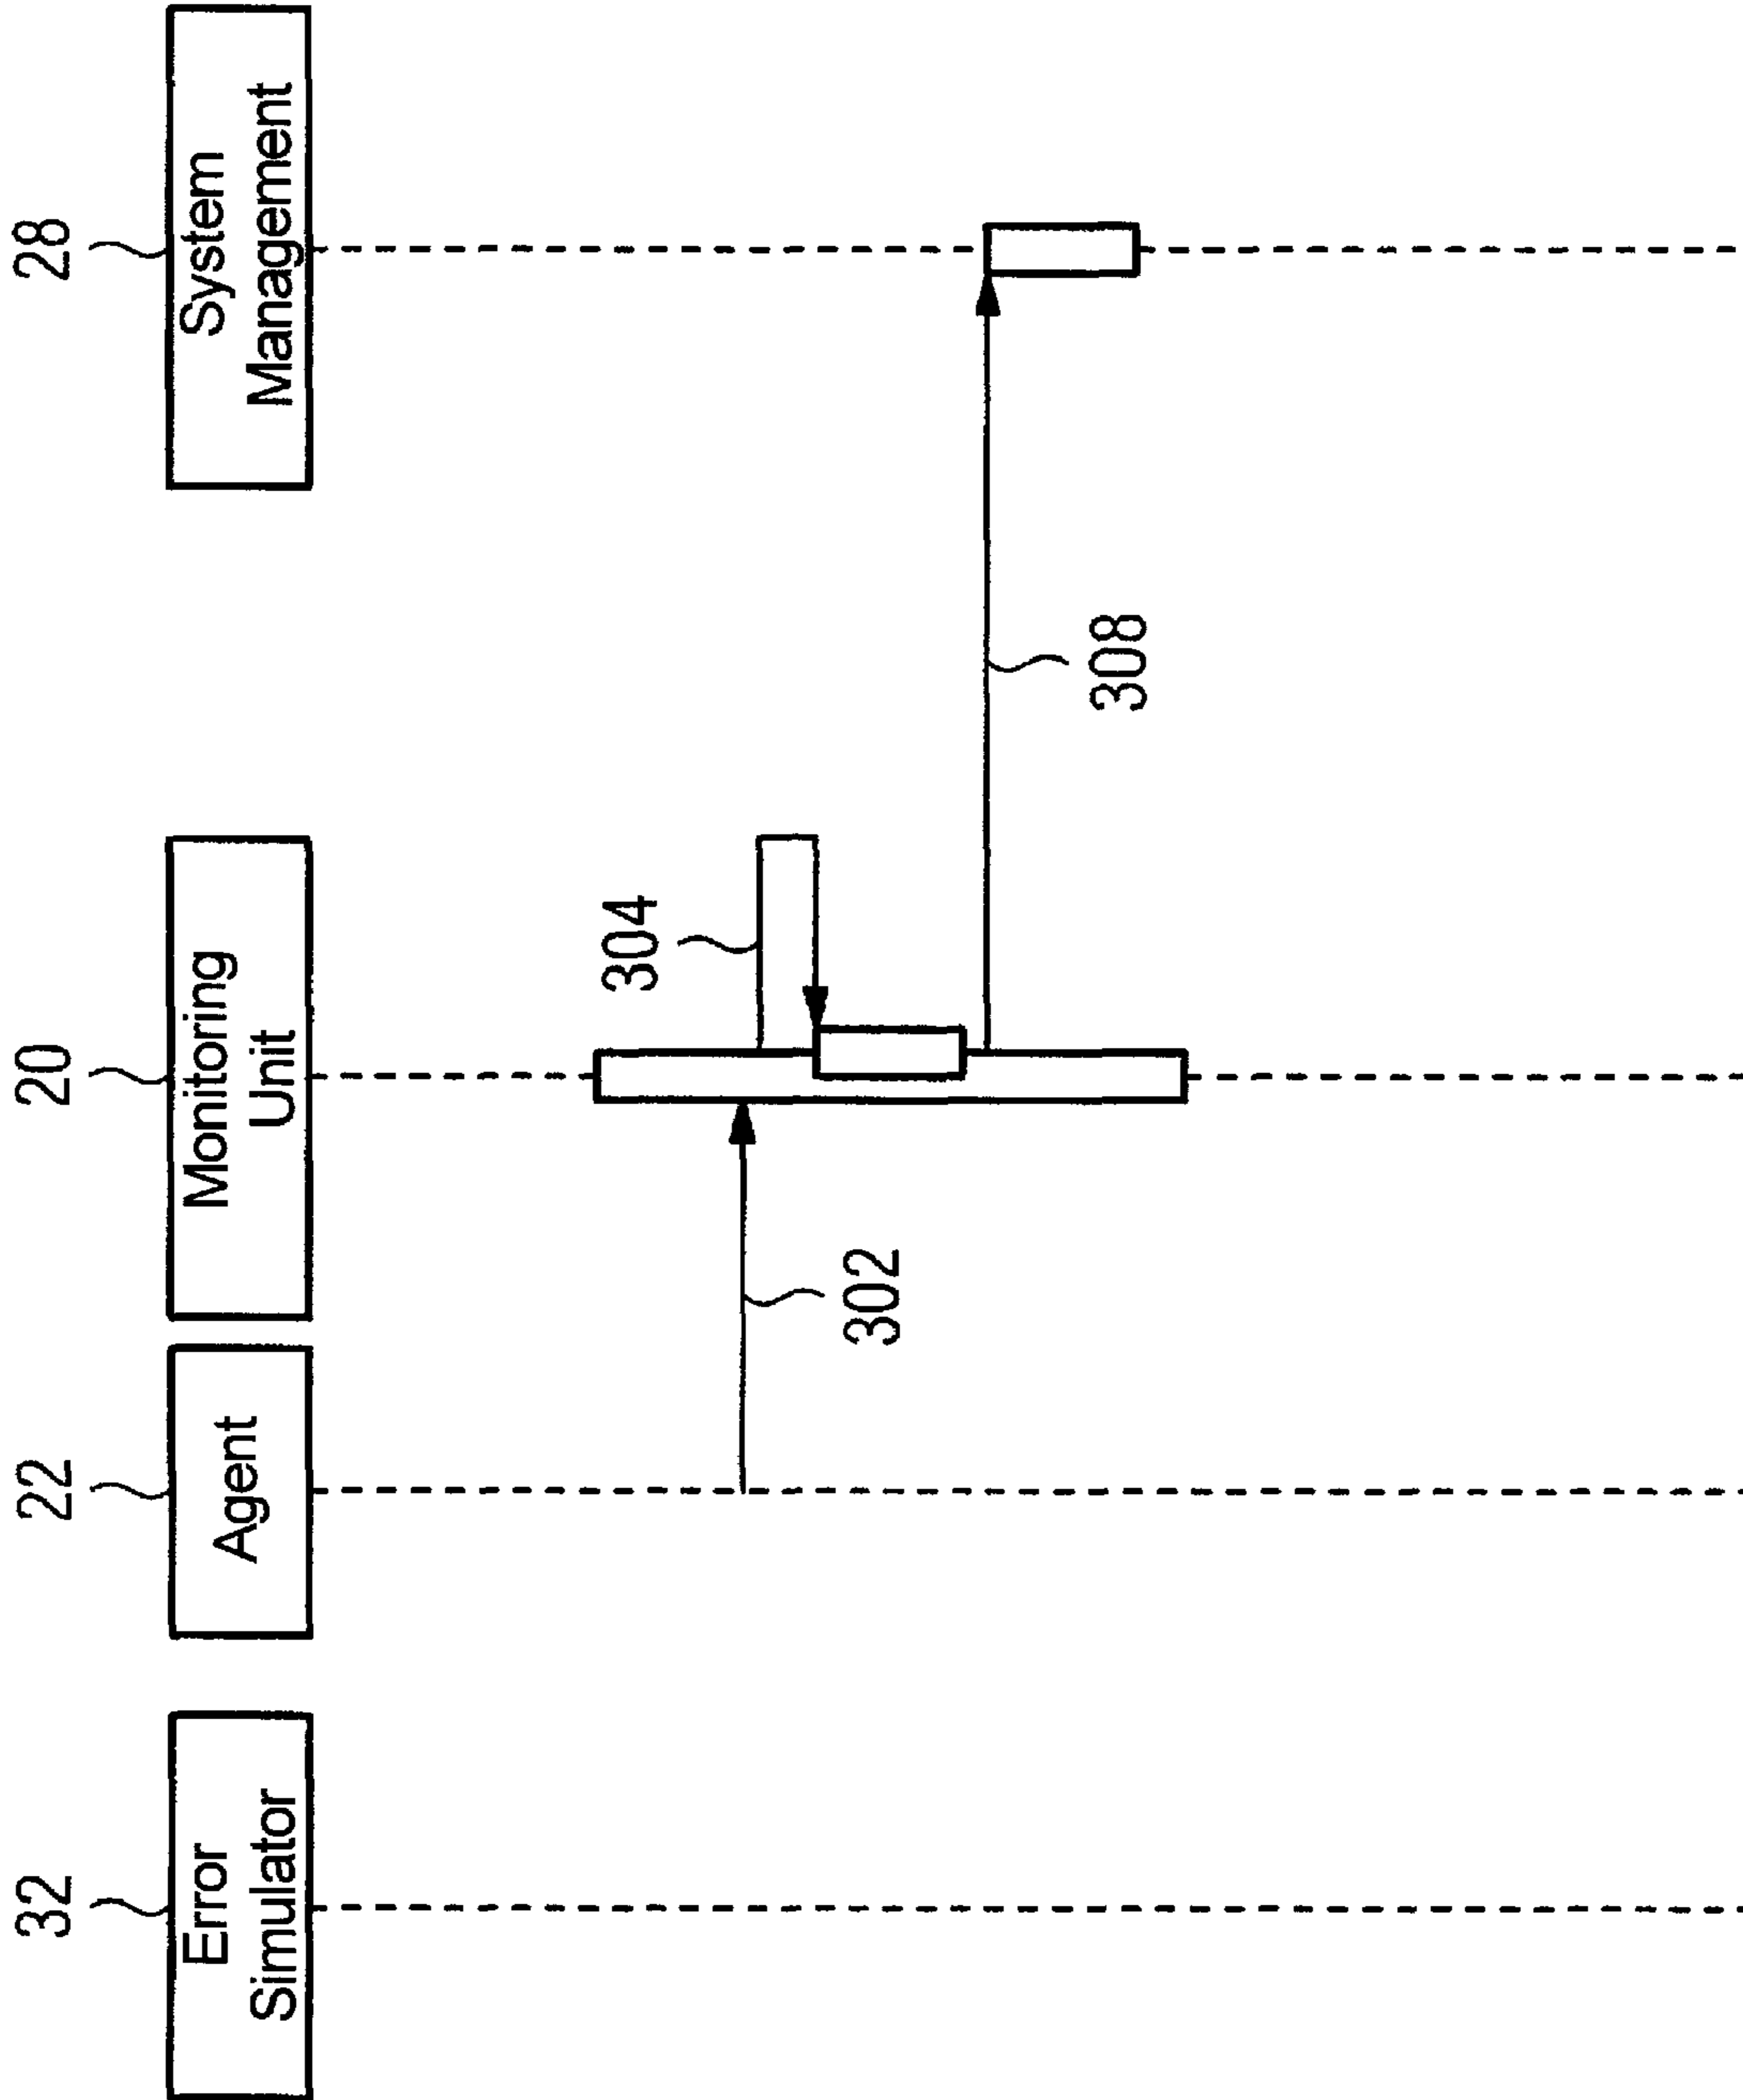 32
22
20
28
Error
Simulator
Agent
Monitoring
Unit
System
Management
304
302
308